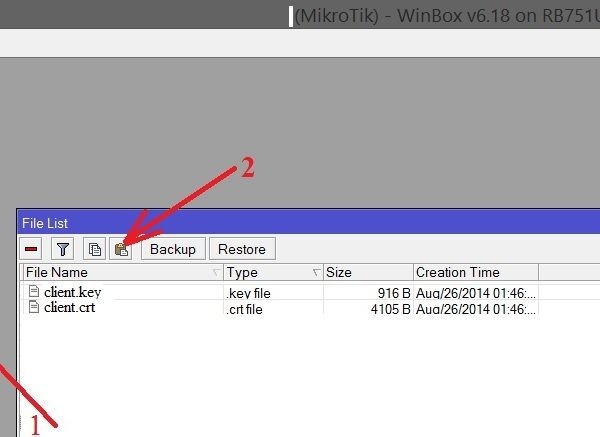 (MikroTik) - WinBox v6.18 on RB751U
2
File List
Backup Restore
File Name Type Size Creation Time
client.key .key file 916 B Aug/26/2014 01:46:...
client.crt .crt file 4105 B Aug/26/2014 01:46:...
1